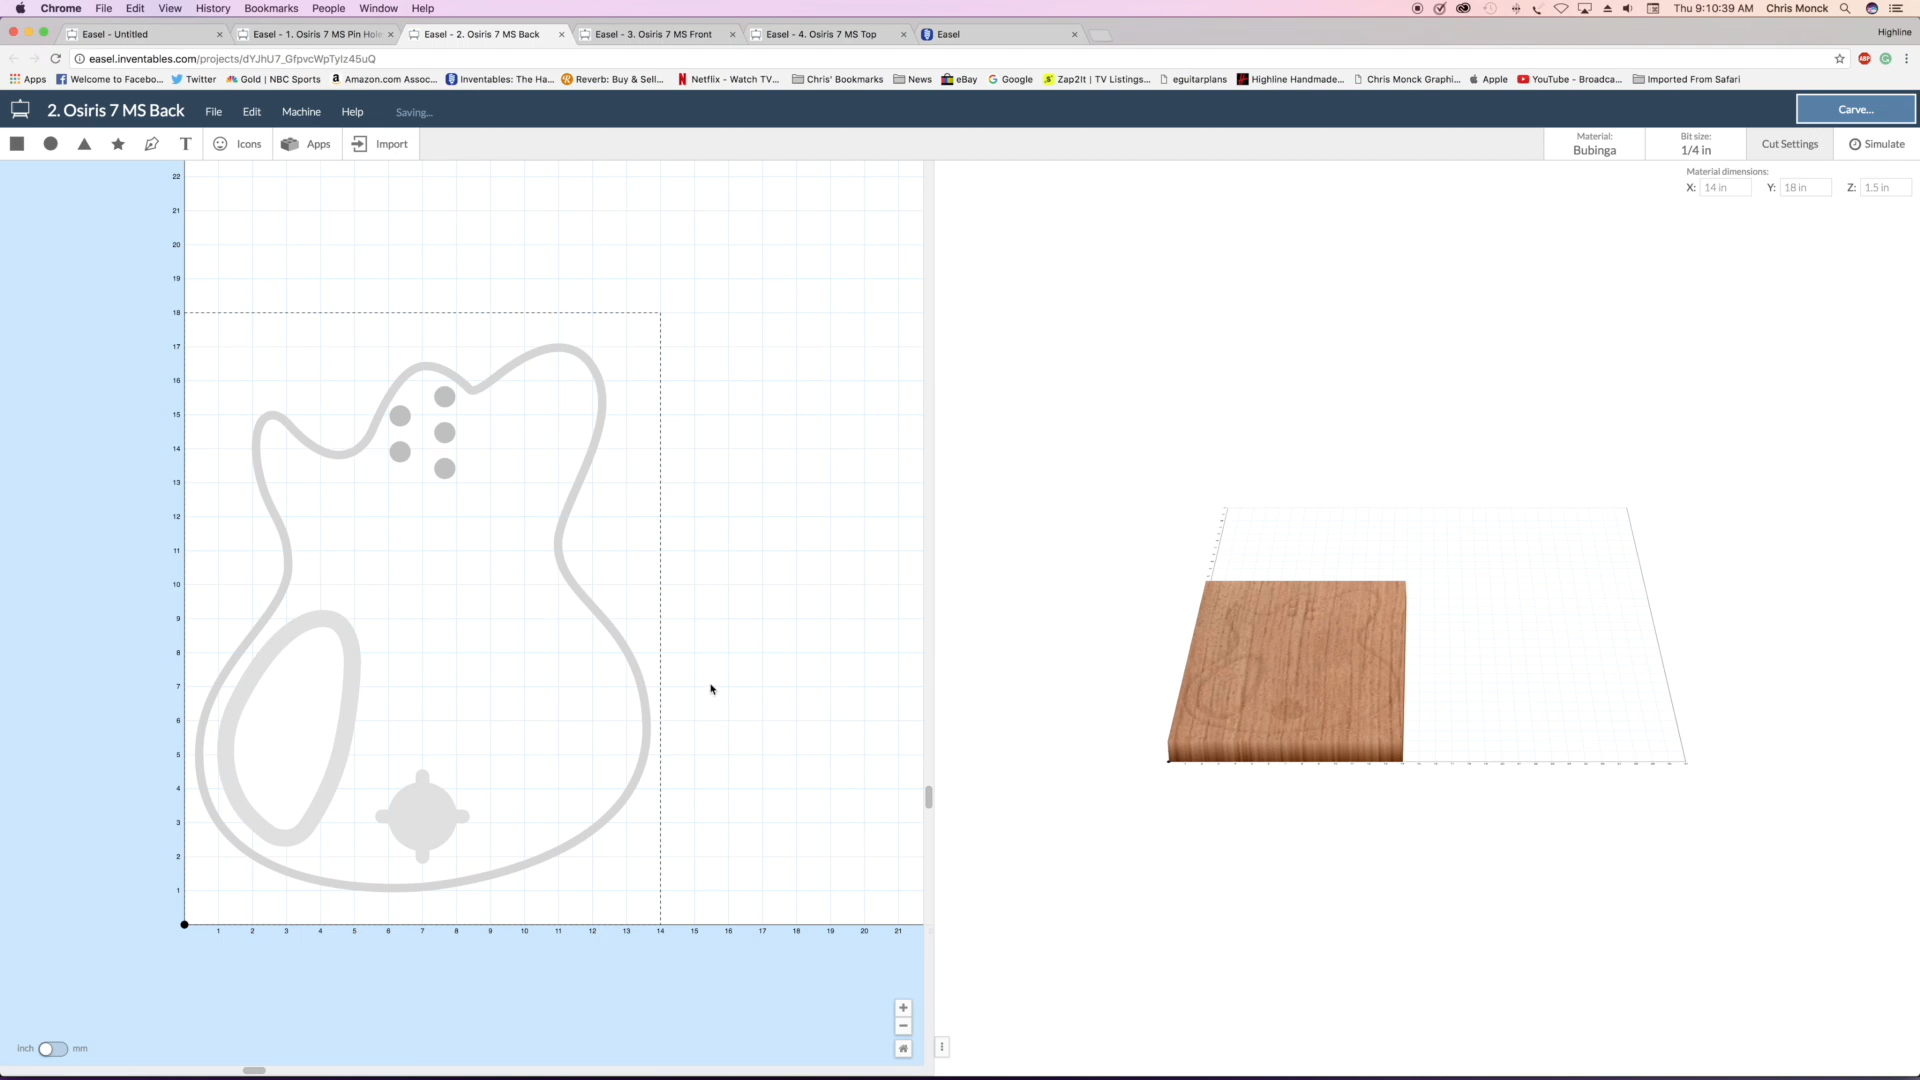 Chrome File Edit View History Bookmarks People Window Help Thu 9:10:39 AM Chris Monck
Easel - Untitled Easel - 1. Osiris 7 MS Pin Hole Easel - 2. Osiris 7 MS Back Easel - 3. Osiris 7 MS Front Easel - 4. Osiris 7 MS Top Easel Highline
easel.inventables.com/projects/dYJhU7_GfpvcWpTyIz45uQ
Apps Welcome to Facebo... Twitter Gold | NBC Sports Amazon.com Assoc... Inventables: The Ha... Reverb: Buy & Sell... Netflix - Watch TV... Chris' Bookmarks News eBay Google Zap2It | TV Listings... eguitarplans Highline Handmade... Chris Monck Graphi... Apple YouTube - Broadca... Imported From Safari
2. Osiris 7 MS Back File Edit Machine Help Saving... Carve...
T Icons Apps Import Material: Bit size: Cut Settings Simulate
Bubinga 1/4 in
Material dimensions:
X: 14 in Y: 18 in Z: 1.5 in
22
21
20
19
18
17
16
15
14
13
12
11
10
9
8
7
6
5
4
3
2
1
1 2 3 4 5 6 7 8 9 10 11 12 13 14 15 16 17 18 19 20 21
+
−
inch mm